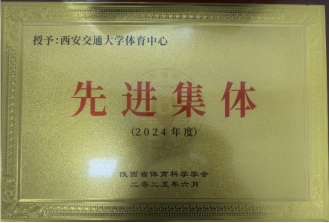 授予:西安交通大学体育中心
先进集体
(2024年度)
陕西省体育科学学会
二零二五年六月